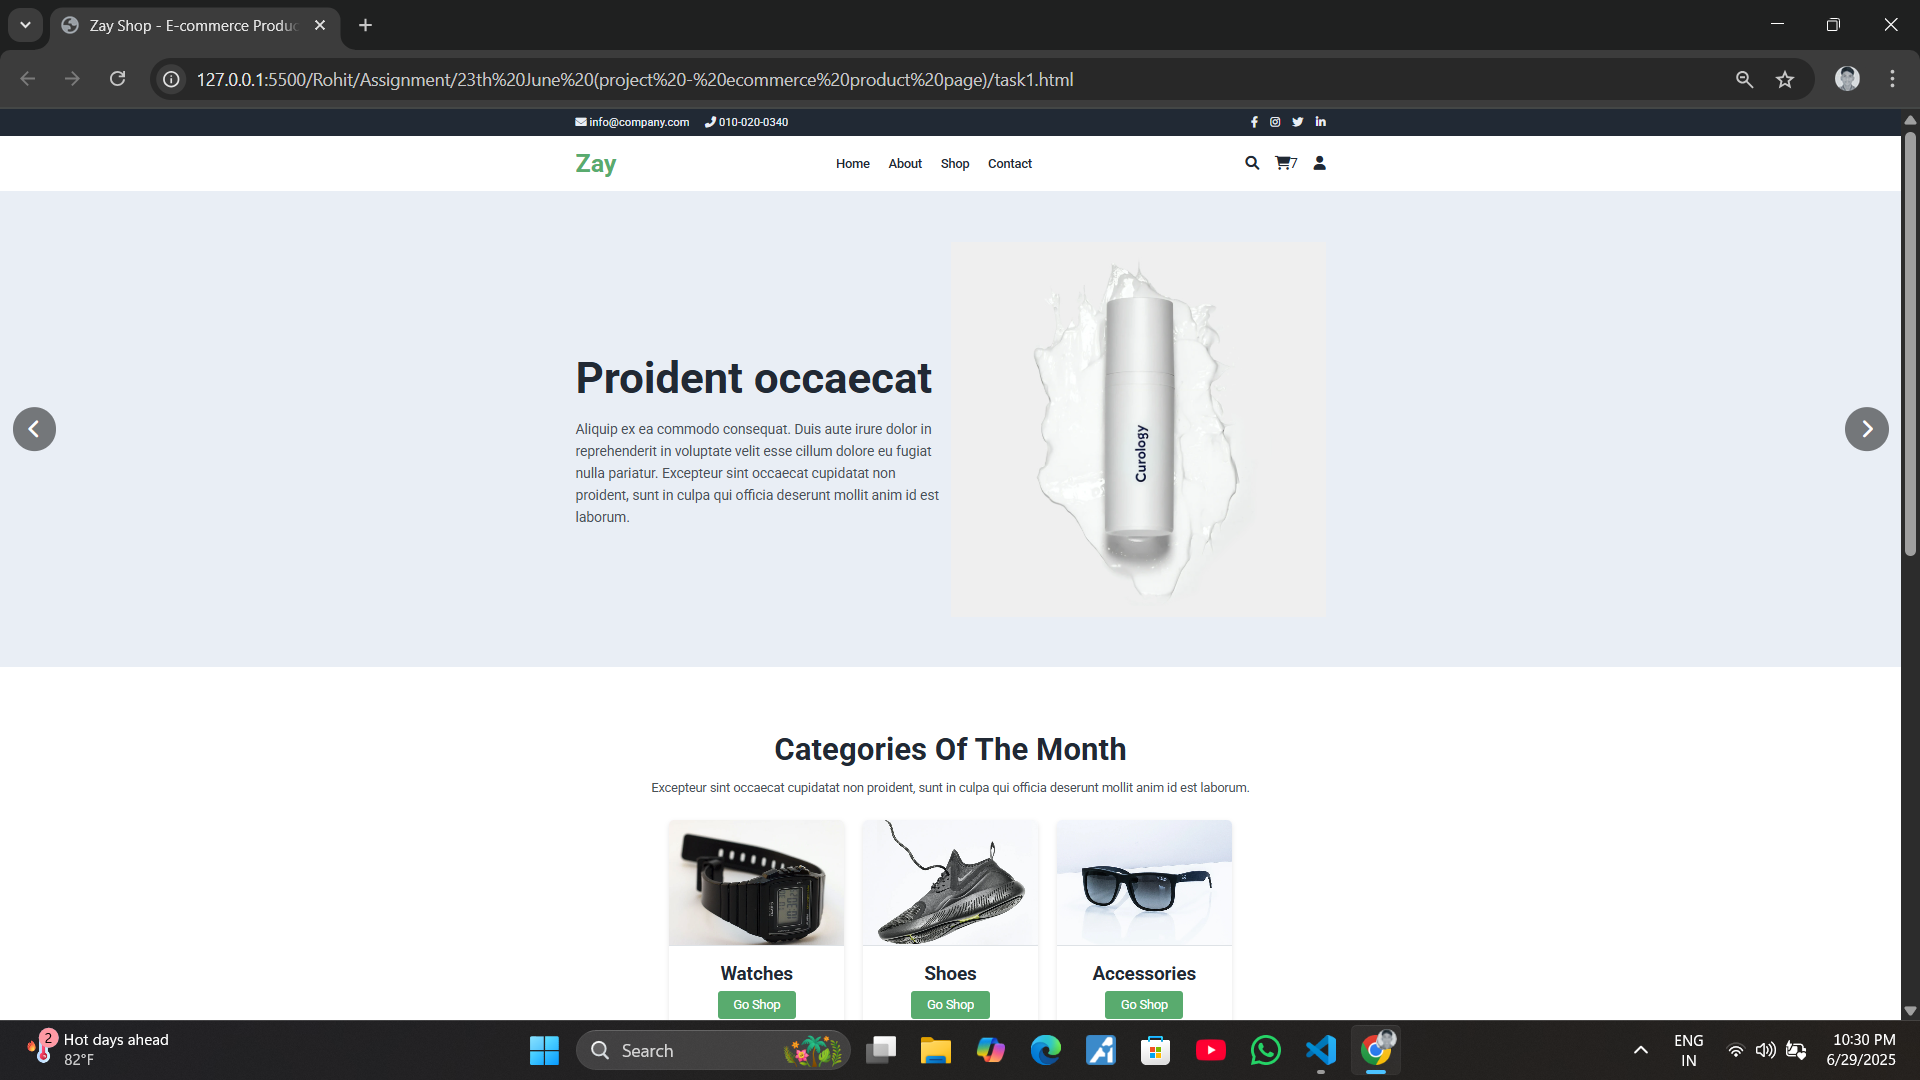 Zay Shop - E-commerce Produc
127.0.0.1:5500/Rohit/Assignment/23th%20June%20(project%20-%20ecommerce%20product%20page)/task1.html
info@company.com 010-020-0340
Zay Home About Shop Contact 7
Proident occaecat
Aliquip ex ea commodo consequat. Duis aute irure dolor in
reprehenderit in voluptate velit esse cillum dolore eu fugiat
nulla pariatur. Excepteur sint occaecat cupidatat non
proident, sunt in culpa qui officia deserunt mollit anim id est
laborum.
Curology
Categories Of The Month
Excepteur sint occaecat cupidatat non proident, sunt in culpa qui officia deserunt mollit anim id est laborum.
Watches Shoes Accessories
Go Shop Go Shop Go Shop
2
Hot days ahead
82°F
Search
ENG
IN
10:30 PM
6/29/2025